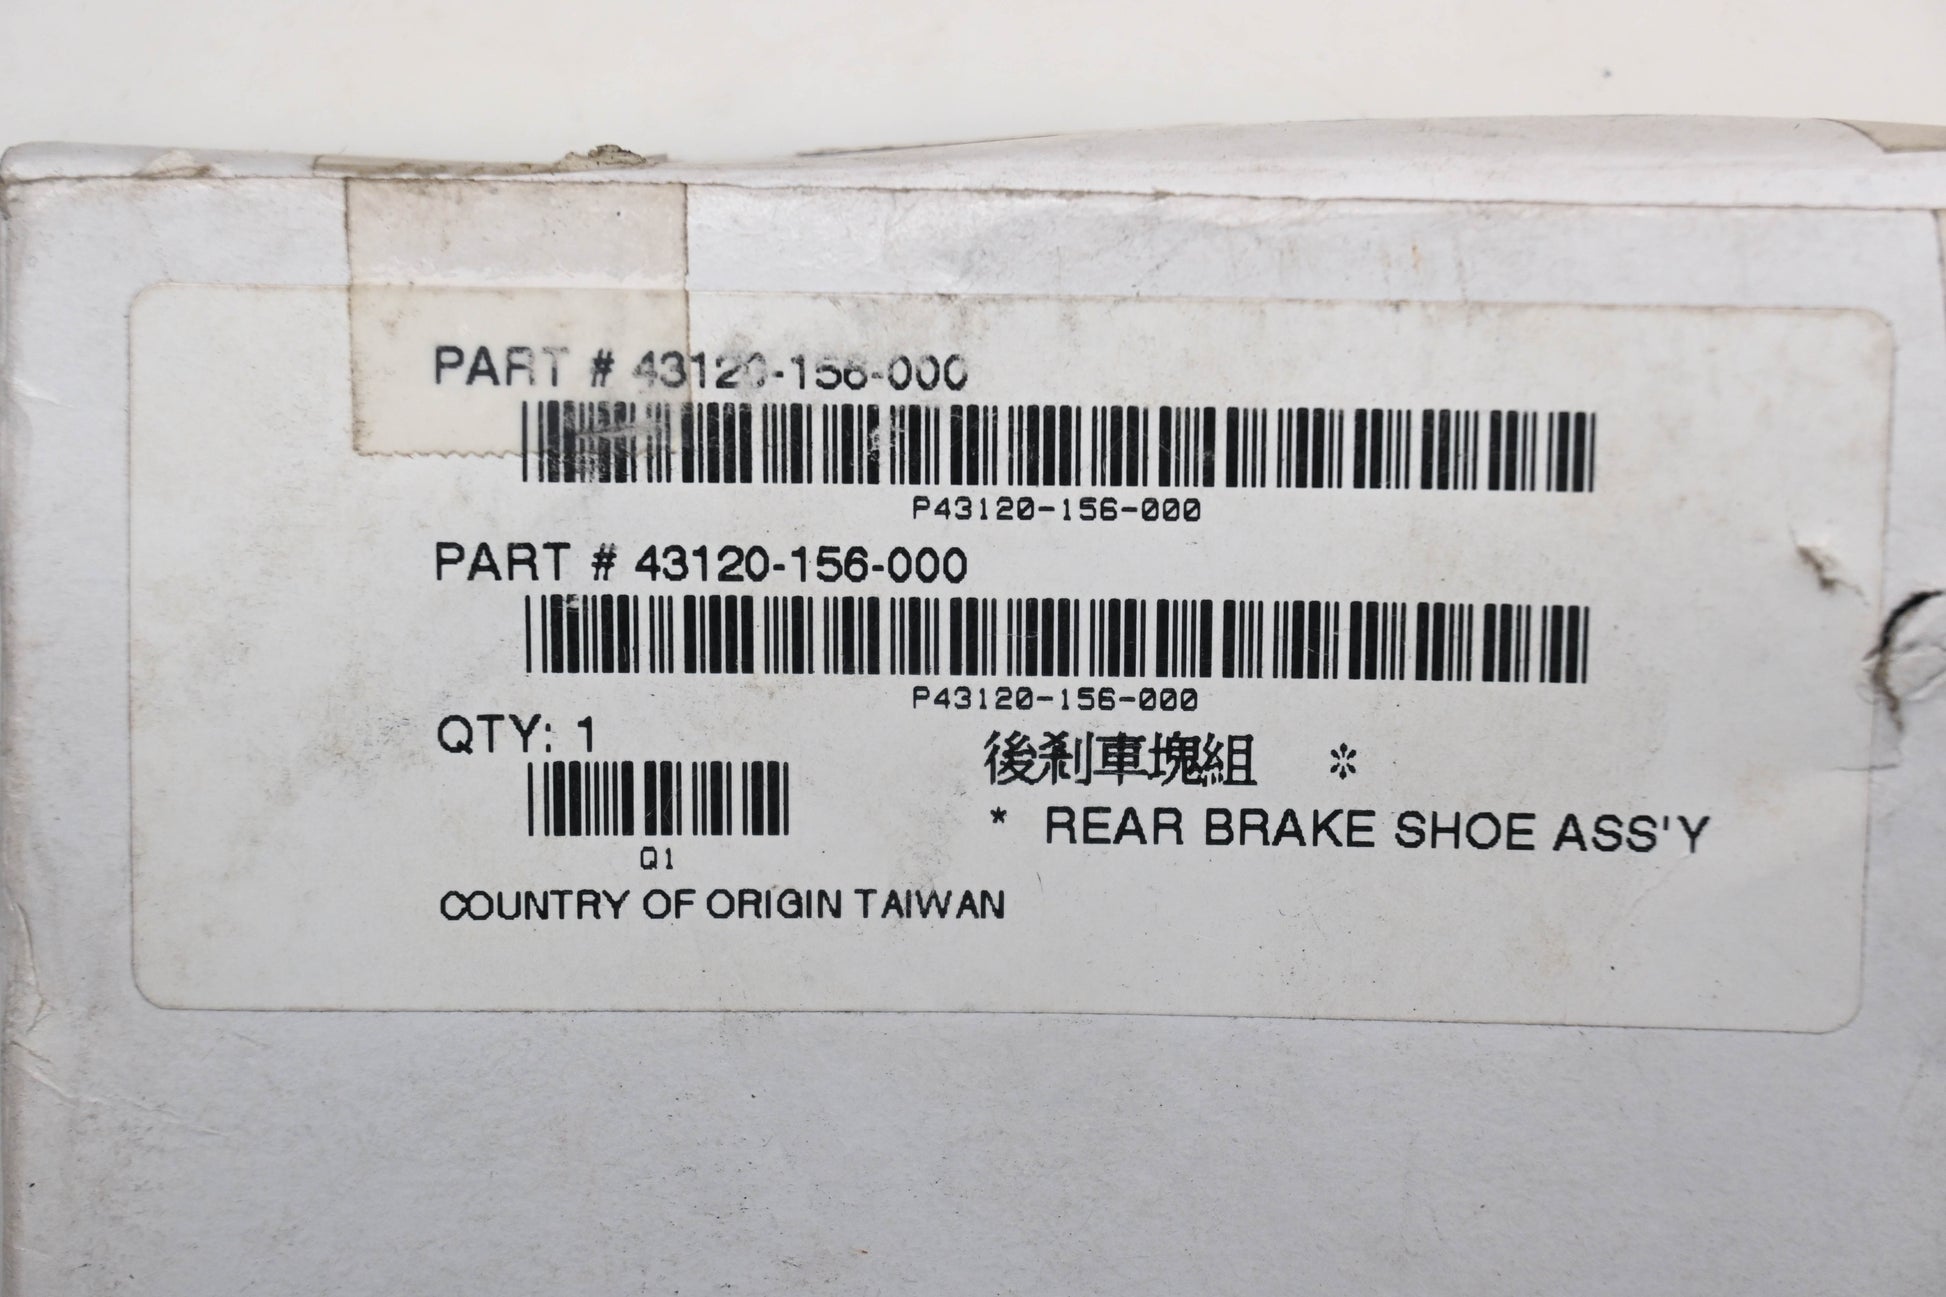 PART # 43120-156-000
P43120-156-000
PART # 43120-156-000
P43120-156-000
QTY: 1
Q1
後剎車塊組 *
* REAR BRAKE SHOE ASS'Y
COUNTRY OF ORIGIN TAIWAN